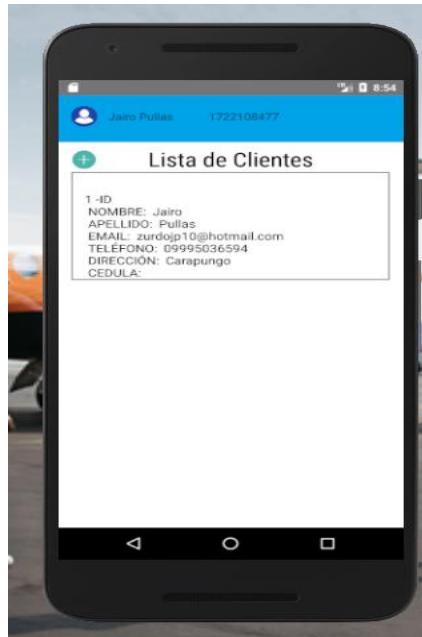 8:54
Jairo Pullas 1722108477
Lista de Clientes
1 -ID
NOMBRE: Jairo
APELLIDO: Pullas
EMAIL: zurdojp10@hotmail.com
TELÉFONO: 09995036594
DIRECCIÓN: Carapungo
CEDULA: